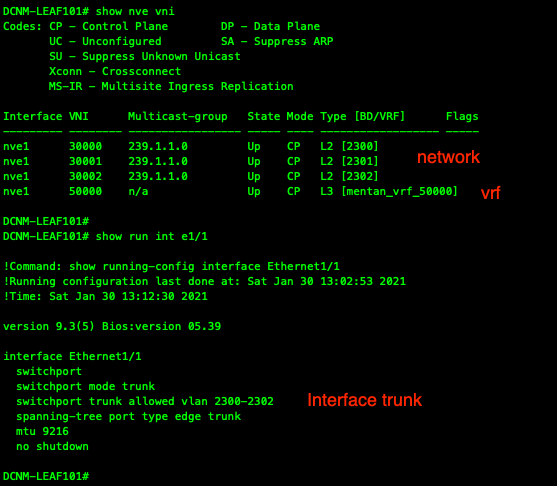 DCNM-LEAF101# show nve vni
Codes: CP - Control Plane        DP - Data Plane
       UC - Unconfigured         SA - Suppress ARP
       SU - Suppress Unknown Unicast
       Xconn - Crossconnect
       MS-IR - Multisite Ingress Replication
Interface VNI      Multicast-group   State Mode Type [BD/VRF]      Flags
--------- -------- ----------------- ----- ---- ------------------ -----
nve1      30000    239.1.1.0         Up    CP   L2 [2300]
nve1      30001    239.1.1.0         Up    CP   L2 [2301] network
nve1      30002    239.1.1.0         Up    CP   L2 [2302]
nve1      50000    n/a               Up    CP   L3 [mentan_vrf_50000] vrf
DCNM-LEAF101#
DCNM-LEAF101# show run int e1/1
!Command: show running-config interface Ethernet1/1
!Running configuration last done at: Sat Jan 30 13:02:53 2021
!Time: Sat Jan 30 13:12:30 2021
version 9.3(5) Bios:version 05.39
interface Ethernet1/1
  switchport
  switchport mode trunk
  switchport trunk allowed vlan 2300-2302 Interface trunk
  spanning-tree port type edge trunk
  mtu 9216
  no shutdown
DCNM-LEAF101#